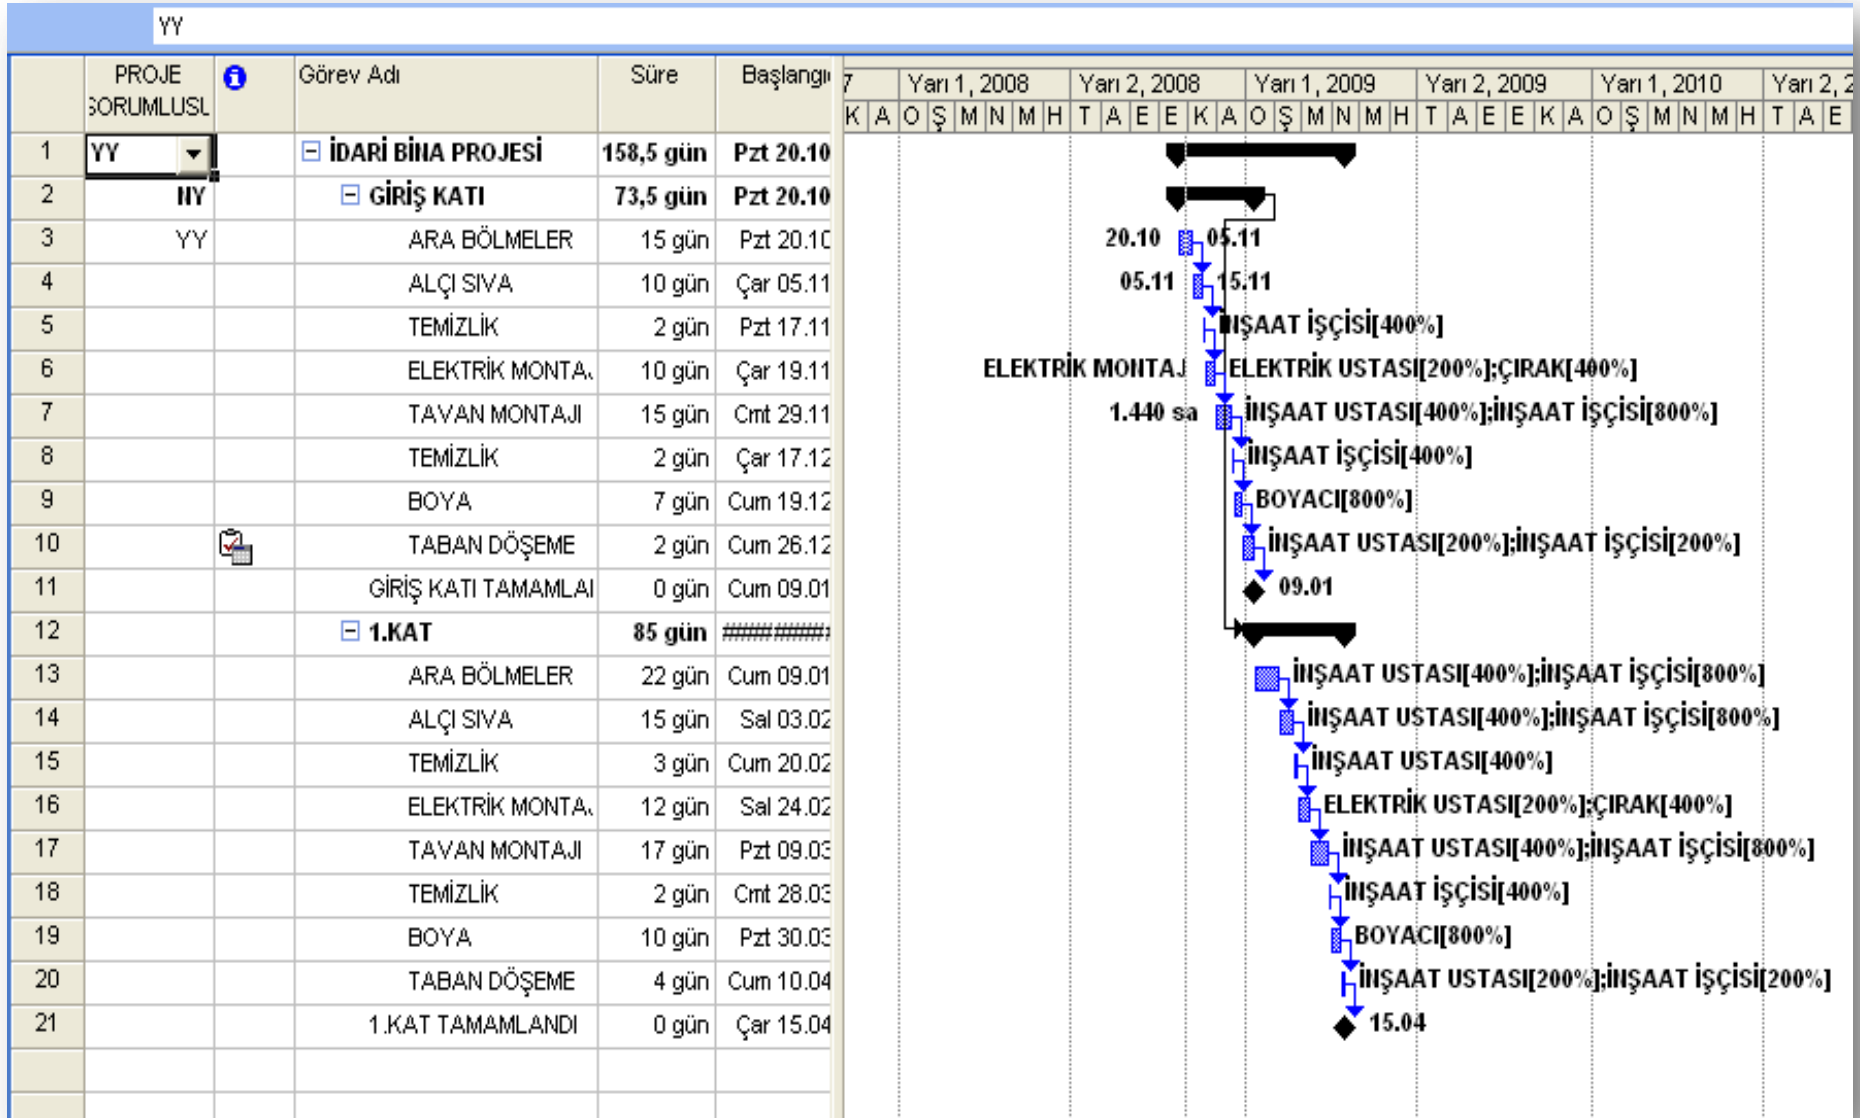 YY
PROJE SORUMLUSU Görev Adı Süre Başlangı
7 Yarı 1, 2008 Yarı 2, 2008 Yarı 1, 2009 Yarı 2, 2009 Yarı 1, 2010 Yarı 2, 2
K A O Ş M N M H T A E E K A O Ş M N M H T A E E K A O Ş M N M H T A E
1 YY İDARİ BİNA PROJESİ 158,5 gün Pzt 20.10
2 NY GİRİŞ KATI 73,5 gün Pzt 20.10
3 YY ARA BÖLMELER 15 gün Pzt 20.10 20.10 05.11
4 ALÇI SIVA 10 gün Çar 05.11 05.11 15.11
5 TEMİZLİK 2 gün Pzt 17.11 İNŞAAT İŞÇİSİ[400%]
6 ELEKTRİK MONTA. 10 gün Çar 19.11 ELEKTRİK MONTAJ ELEKTRİK USTASI[200%];ÇIRAK[400%]
7 TAVAN MONTAJI 15 gün Cmt 29.11 1.440 sa İNŞAAT USTASI[400%];İNŞAAT İŞÇİSİ[800%]
8 TEMİZLİK 2 gün Çar 17.12 İNŞAAT İŞÇİSİ[400%]
9 BOYA 7 gün Cum 19.12 BOYACI[800%]
10 TABAN DÖŞEME 2 gün Cum 26.12 İNŞAAT USTASI[200%];İNŞAAT İŞÇİSİ[200%]
11 GİRİŞ KATI TAMAMLAI 0 gün Cum 09.01 09.01
12 1.KAT 85 gün ########
13 ARA BÖLMELER 22 gün Cum 09.01 İNŞAAT USTASI[400%];İNŞAAT İŞÇİSİ[800%]
14 ALÇI SIVA 15 gün Sal 03.02 İNŞAAT USTASI[400%];İNŞAAT İŞÇİSİ[800%]
15 TEMİZLİK 3 gün Cum 20.02 İNŞAAT USTASI[400%]
16 ELEKTRİK MONTA. 12 gün Sal 24.02 ELEKTRİK USTASI[200%];ÇIRAK[400%]
17 TAVAN MONTAJI 17 gün Pzt 09.03 İNŞAAT USTASI[400%];İNŞAAT İŞÇİSİ[800%]
18 TEMİZLİK 2 gün Cmt 28.03 İNŞAAT İŞÇİSİ[400%]
19 BOYA 10 gün Pzt 30.03 BOYACI[800%]
20 TABAN DÖŞEME 4 gün Cum 10.04 İNŞAAT USTASI[200%];İNŞAAT İŞÇİSİ[200%]
21 1.KAT TAMAMLANDI 0 gün Çar 15.04 15.04